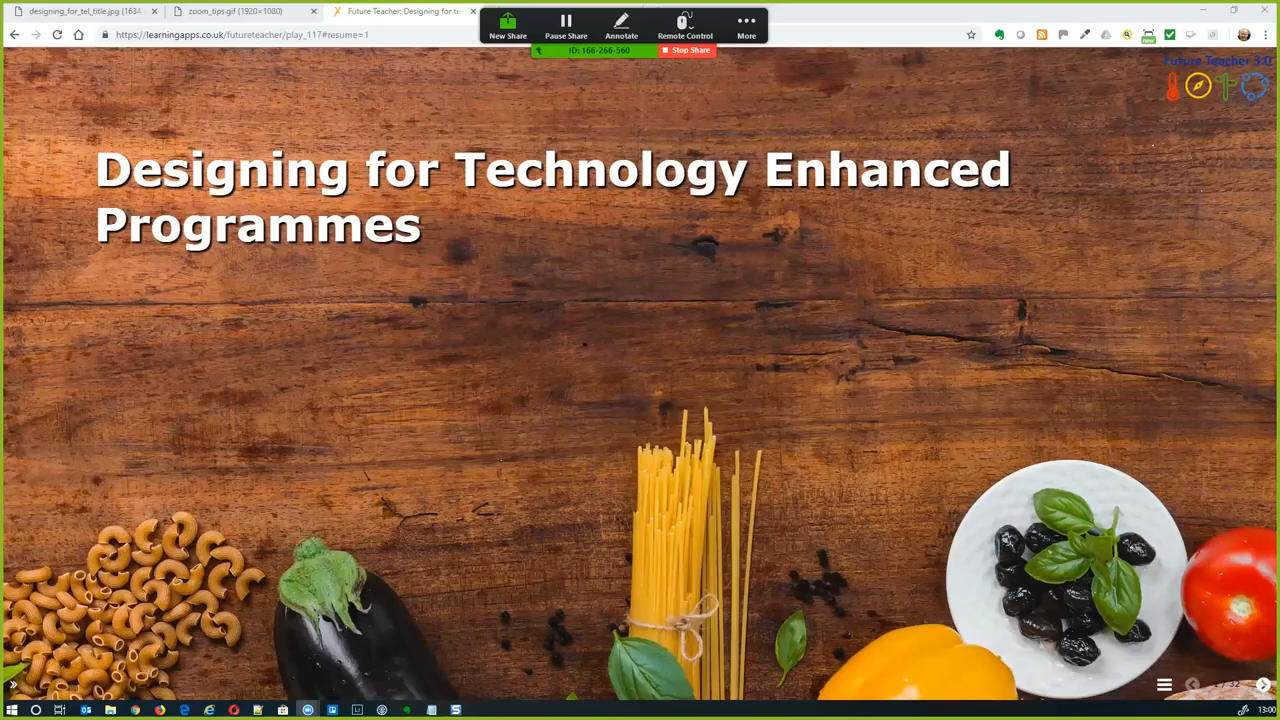 designing_for_tel_title.jpg (1634
zoom_tips.gif (1920×1080)
Future Teacher: Designing for te
https://learningapps.co.uk/futureteacher/play_117#resume=1
New Share
Pause Share
Annotate
Remote Control
More
ID: 166-266-560
Stop Share
new
Future Teacher 3.0
Designing for Technology Enhanced
Programmes
/ 32
13:00